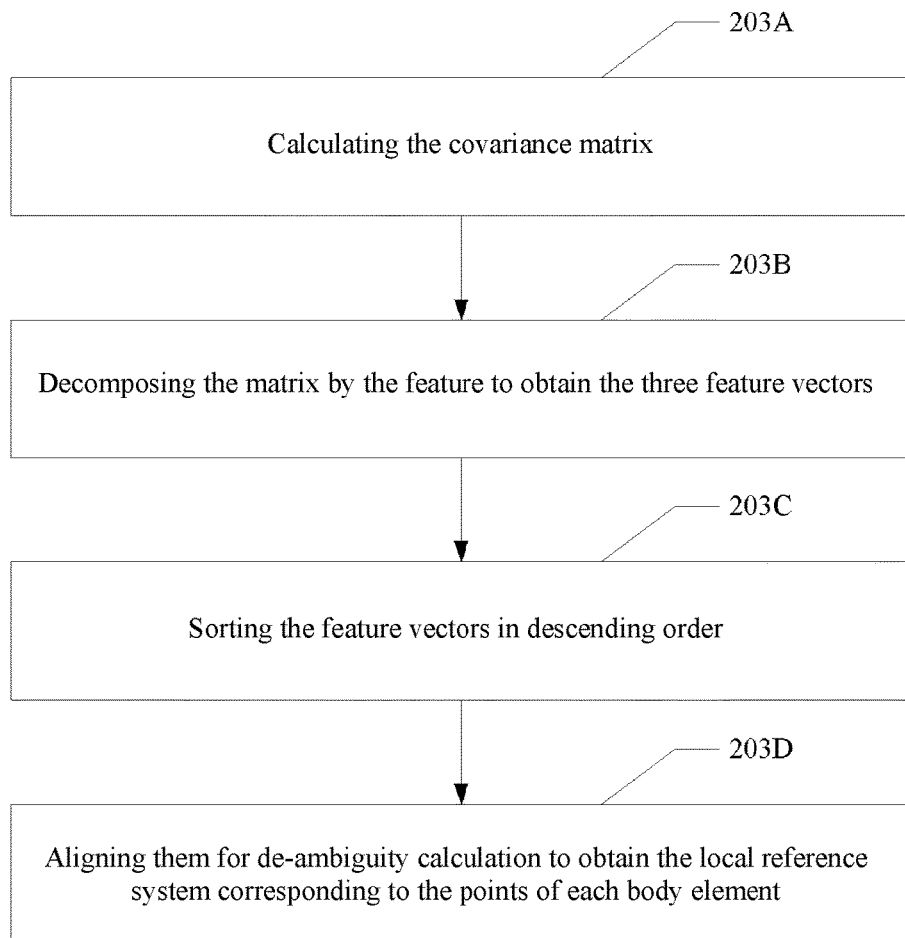 203A
Calculating the covariance matrix
203B
Decomposing the matrix by the feature to obtain the three feature vectors
203C
Sorting the feature vectors in descending order
203D
Aligning them for de-ambiguity calculation to obtain the local reference
system corresponding to the points of each body element